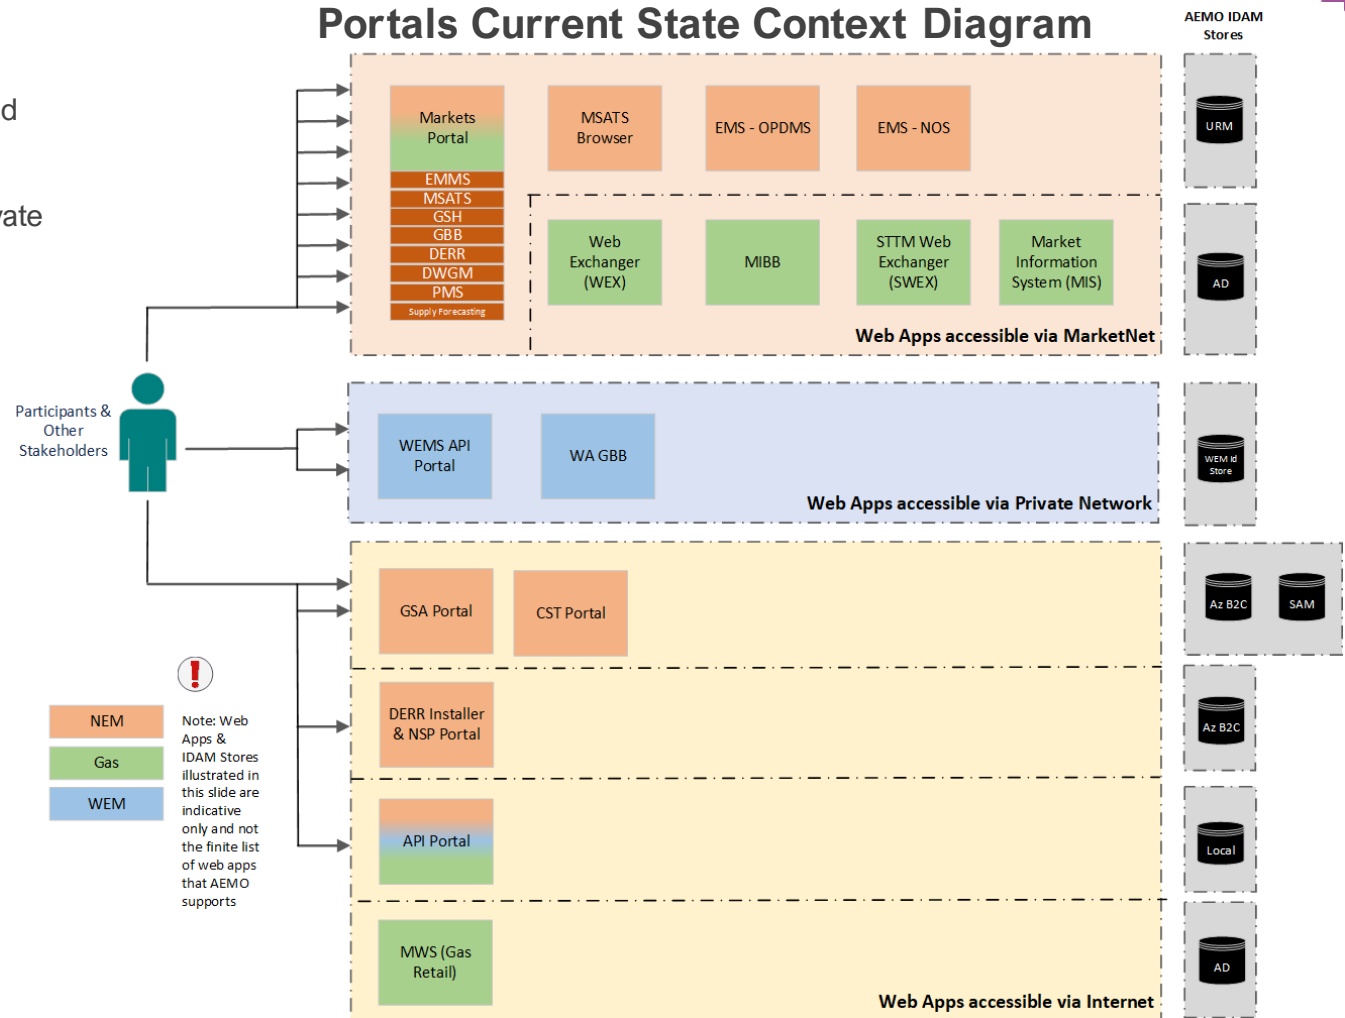 Portals Current State Context Diagram
AEMO IDAM
Stores
d
vate
Markets
Portal
EMMS
MSATS
GSH
GBB
DERR
DWGM
PMS
Supply Forecasting
MSATS
Browser
EMS - OPDMS
EMS - NOS
Web
Exchanger
(WEX)
MIBB
STTM Web
Exchanger
(SWEX)
Market
Information
System (MIS)
Web Apps accessible via MarketNet
URM
AD
Participants &
Other
Stakeholders
WEMS API
Portal
WA GBB
Web Apps accessible via Private Network
WEM Id
Store
GSA Portal
CST Portal
Az B2C
SAM
DERR Installer
& NSP Portal
Az B2C
API Portal
Local
MWS (Gas
Retail)
Web Apps accessible via Internet
AD
NEM
Gas
WEM
Note: Web
Apps &
IDAM Stores
illustrated in
this slide are
indicative
only and not
the finite list
of web apps
that AEMO
supports